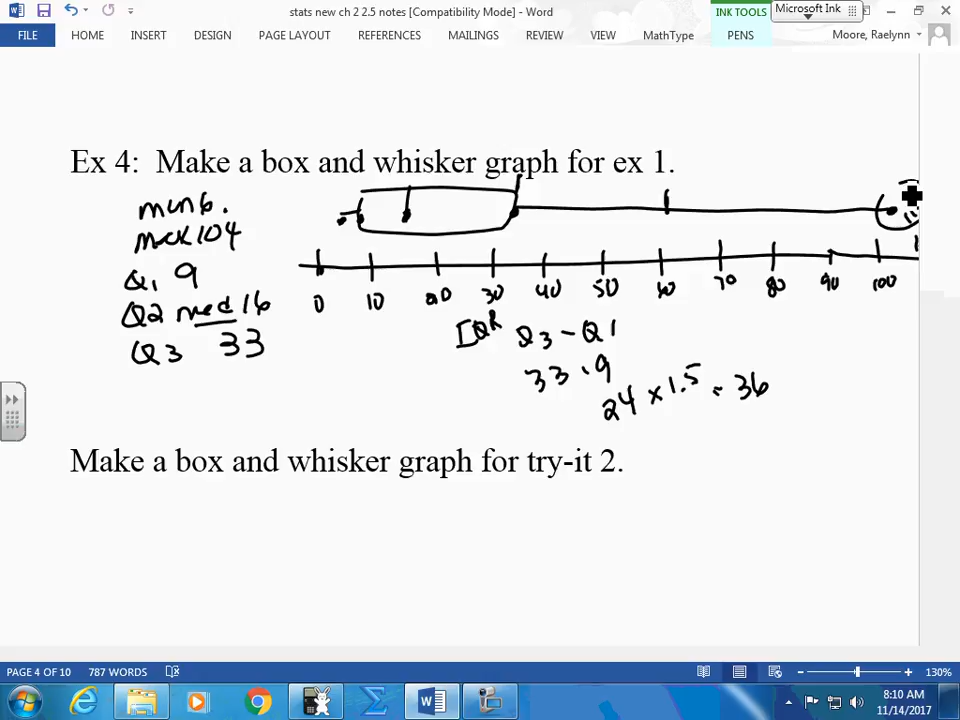 stats new ch 2 2.5 notes [Compatibility Mode] - Word
INK TOOLS
Microsoft Ink
FILE HOME INSERT DESIGN PAGE LAYOUT REFERENCES MAILINGS REVIEW VIEW MathType PENS Moore, Raelynn
Ex 4: Make a box and whisker graph for ex 1.
min 6.
max 104
Q1 9
Q2 med 16
Q3 33
0 10 20 30 40 50 60 70 80 90 100
IQR Q3 - Q1
33 - 9
24 x 1.5 = 36
Make a box and whisker graph for try-it 2.
PAGE 4 OF 10 787 WORDS 130%
8:10 AM
11/14/2017